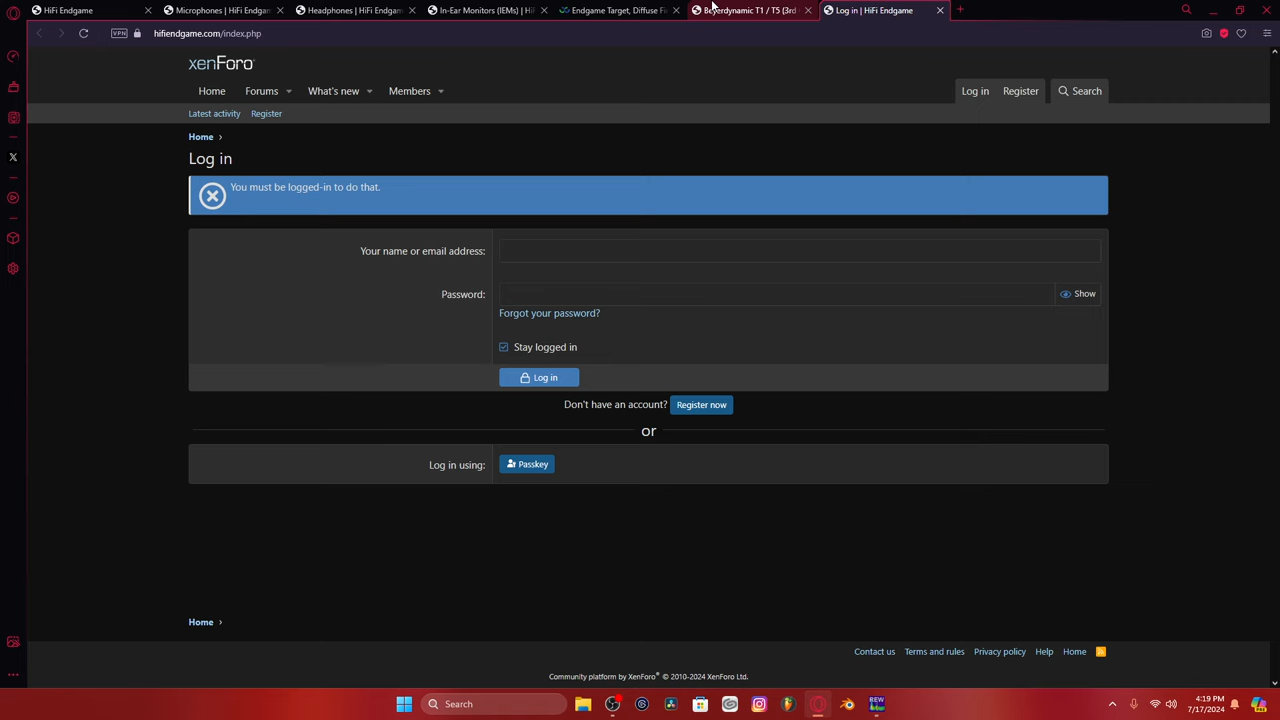 HiFi Endgame
Microphones | HiFi Endgam
Headphones | HiFi Endgam
In-Ear Monitors (IEMs) | Hi
Endgame Target, Diffuse Fi
Beyerdynamic T1 / T5 (3rd
Log in | HiFi Endgame
VPN
hifiendgame.com/index.php
xenForo
Home
Forums
What's new
Members
Log in
Register
Search
Latest activity
Register
Home
Log in
You must be logged-in to do that.
Your name or email address:
Password:
Show
Forgot your password?
Stay logged in
Log in
Don't have an account?
Register now
or
Log in using:
Passkey
Home
Contact us
Terms and rules
Privacy policy
Help
Home
Community platform by XenForo® © 2010-2024 XenForo Ltd.
Search
REW
4:19 PM
7/17/2024